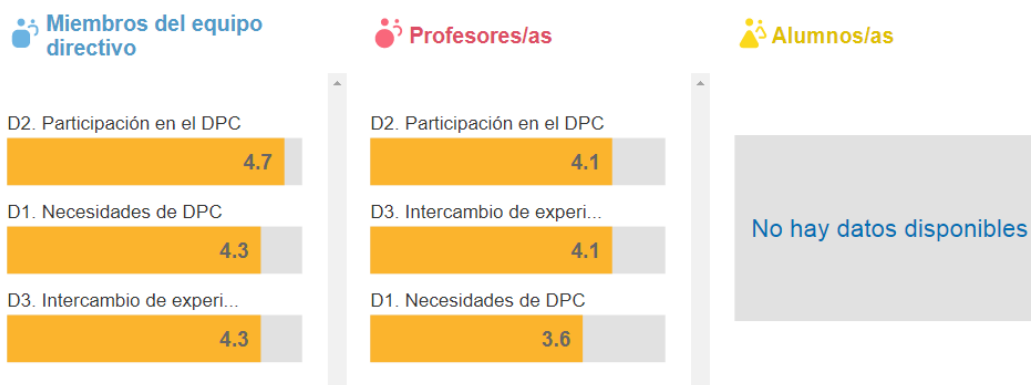 Miembros del equipo
directivo
D2. Participación en el DPC
4.7
D1. Necesidades de DPC
4.3
D3. Intercambio de experi...
4.3
Profesores/as
D2. Participación en el DPC
4.1
D3. Intercambio de experi...
4.1
D1. Necesidades de DPC
3.6
Alumnos/as
No hay datos disponibles